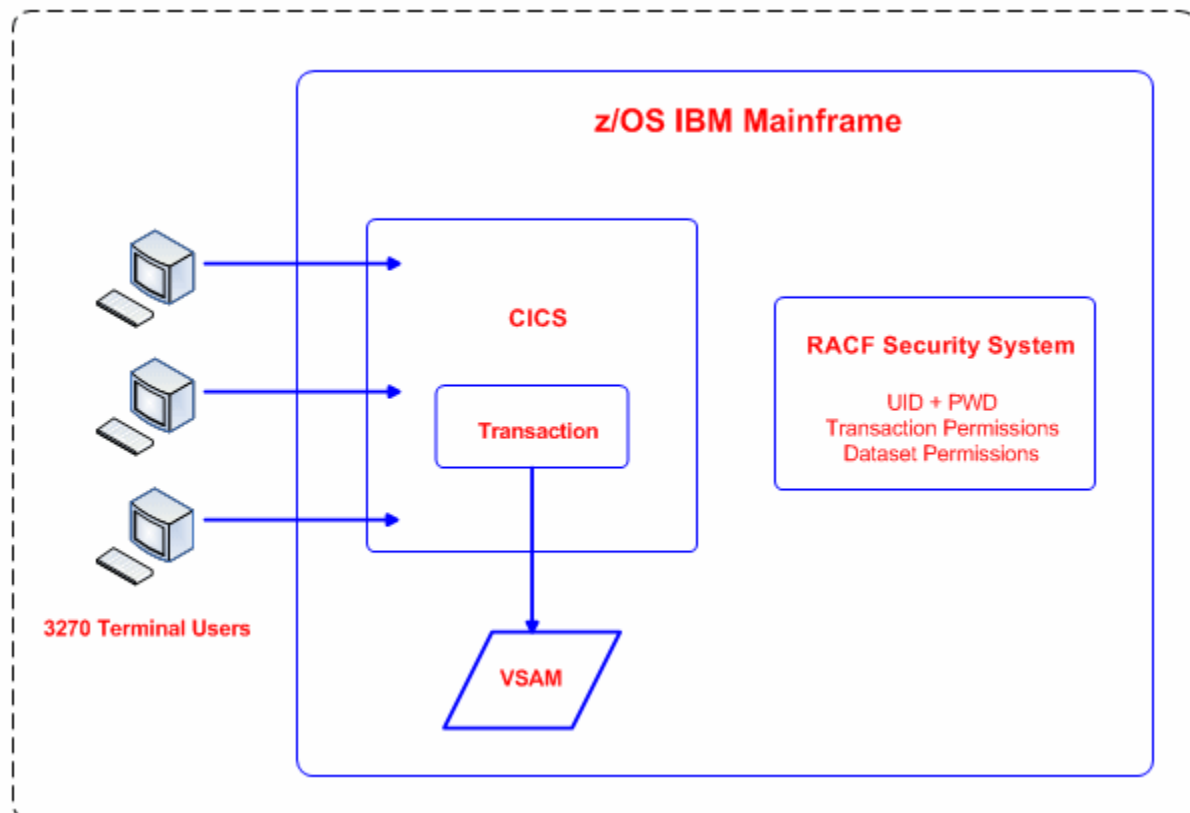 z/OS IBM Mainframe
CICS
Transaction
VSAM
RACF Security System
UID + PWD
Transaction Permissions
Dataset Permissions
3270 Terminal Users